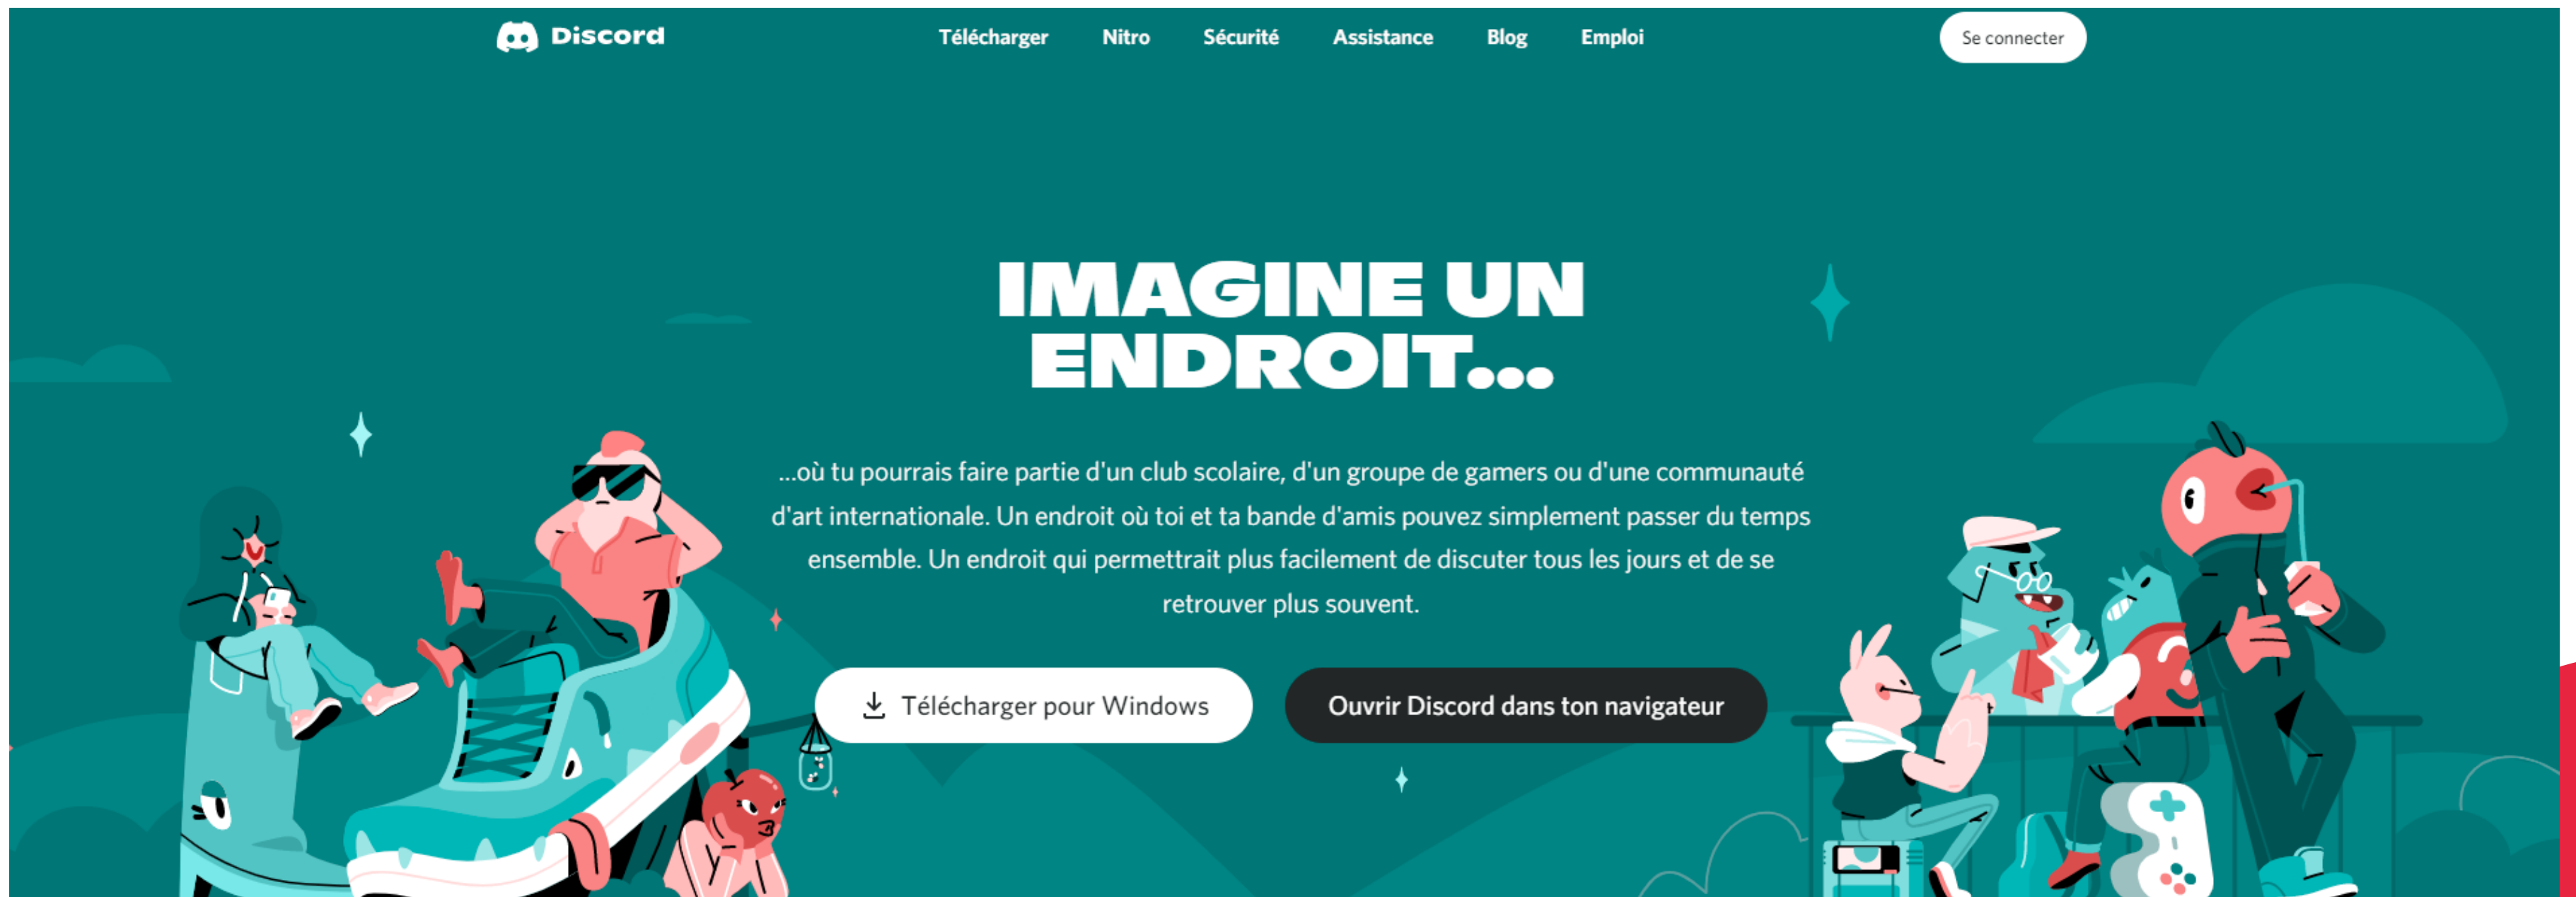 Discord
Télécharger
Nitro
Sécurité
Assistance
Blog
Emploi
Se connecter
IMAGINE UN
ENDROIT...
...où tu pourrais faire partie d'un club scolaire, d'un groupe de gamers ou d'une communauté
d'art internationale. Un endroit où toi et ta bande d'amis pouvez simplement passer du temps
ensemble. Un endroit qui permettrait plus facilement de discuter tous les jours et de se
retrouver plus souvent.
Télécharger pour Windows
Ouvrir Discord dans ton navigateur